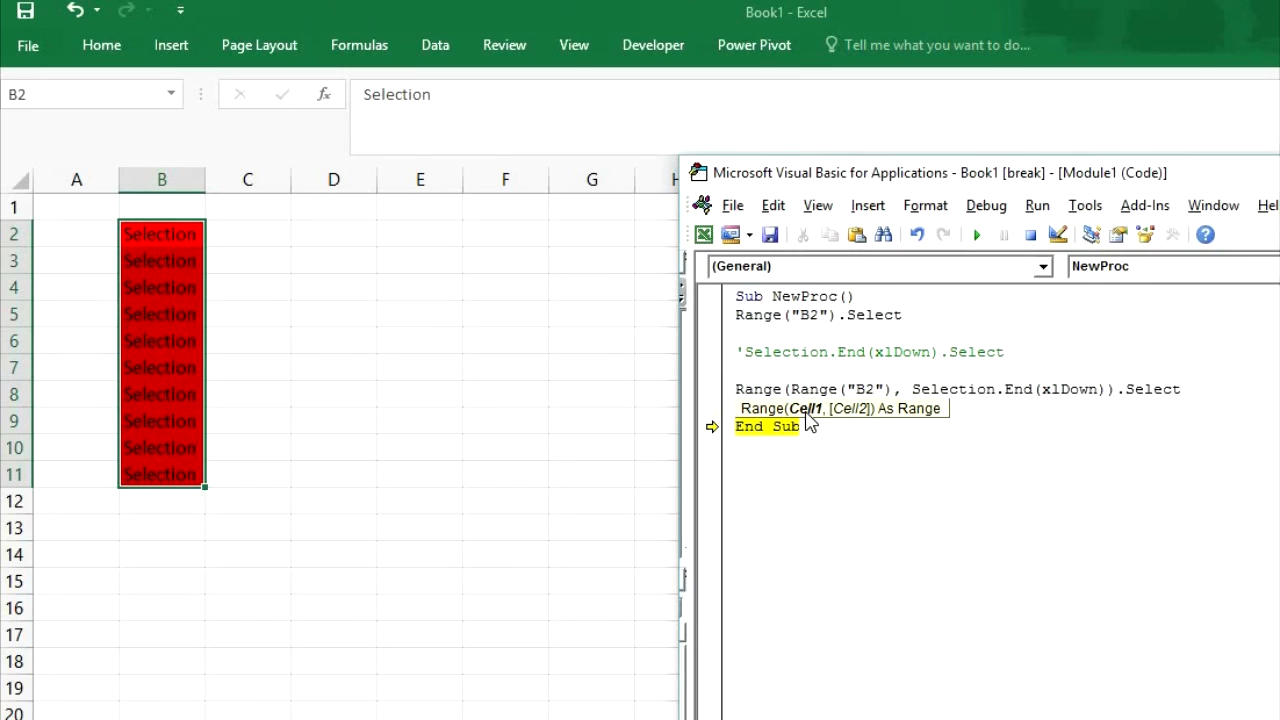 Book1 - Excel
File Home Insert Page Layout Formulas Data Review View Developer Power Pivot Tell me what you want to do...
B2 fx Selection
A B C D E F G H
1
2 Selection
3 Selection
4 Selection
5 Selection
6 Selection
7 Selection
8 Selection
9 Selection
10 Selection
11 Selection
12
13
14
15
16
17
18
19
20
Microsoft Visual Basic for Applications - Book1 [break] - [Module1 (Code)]
File Edit View Insert Format Debug Run Tools Add-Ins Window Hel
(General) NewProc
Sub NewProc()
Range("B2").Select
'Selection.End(xlDown).Select
Range(Range("B2"), Selection.End(xlDown)).Select
Range(Cell1, [Cell2]) As Range
End Sub